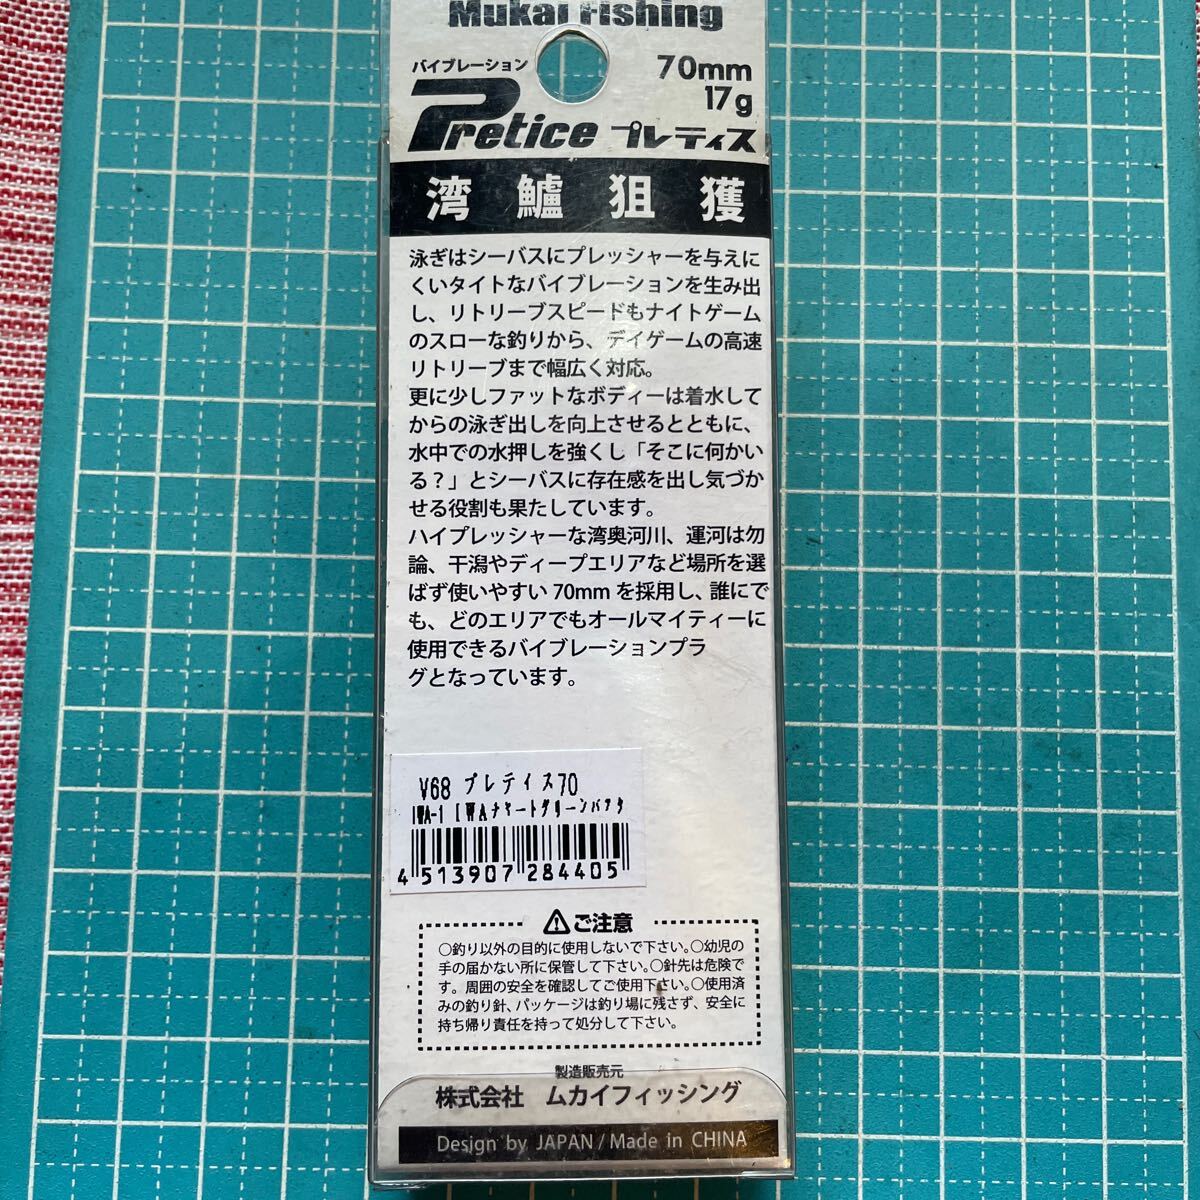 Mukai Fishing
バイブレーション
70mm
17g
Pretice プレティス
湾鱸狙獲
泳ぎはシーバスにプレッシャーを与えに
くいタイトなバイブレーションを生み出
し、リトリーブスピードもナイトゲーム
のスローな釣りから、デイゲームの高速
リトリーブまで幅広く対応。
更に少しファットなボディーは着水して
からの泳ぎ出しを向上させるとともに、
水中での水押しを強くし「そこに何かい
る？」とシーバスに存在感を出し気づか
せる役割も果たしています。
ハイプレッシャーな湾奥河川、運河は勿
論、干潟やディープエリアなど場所を選
ばず使いやすい 70mm を採用し、誰にで
も、どのエリアでもオールマイティーに
使用できるバイブレーションプラ
グとなっています。
V68 プレテイス70
IWA-1 IWAチャートグリーンバック
4 513907 284405
ご注意
○釣り以外の目的に使用しないで下さい。○幼児の
手の届かない所に保管して下さい。○針先は危険で
す。周囲の安全を確認してご使用下さい。○使用済
みの釣り針、パッケージは釣り場に残さず、安全に
持ち帰り責任を持って処分して下さい。
製造販売元
株式会社 ムカイフィッシング
Design by JAPAN / Made in CHINA